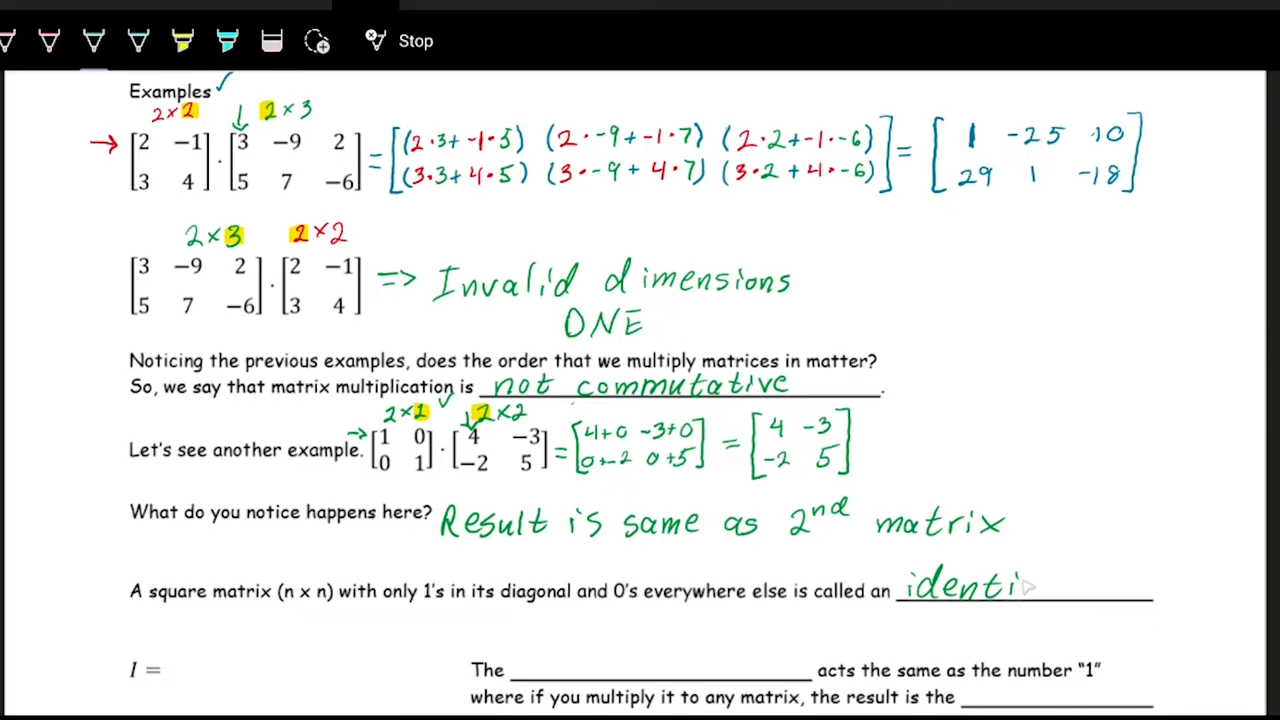 Stop
Examples ✓
2×2 2×3
→ [2 −1; 3 4] · [3 −9 2; 5 7 −6] = [(2·3+-1·5) (2·-9+-1·7) (2·2+-1·-6); (3·3+4·5) (3·-9+4·7) (3·2+4·-6)] = [1 -25 10; 29 1 -18]
2×3 2×2
[3 −9 2; 5 7 −6] · [2 −1; 3 4] => Invalid dimensions
DNE
Noticing the previous examples, does the order that we multiply matrices in matter?
So, we say that matrix multiplication is not commutative.
2×2 ✓ 2×2
Let's see another example. → [1 0; 0 1] · [4 −3; −2 5] = [4+0 -3+0; 0+-2 0+5] = [4 -3; -2 5]
What do you notice happens here? Result is same as 2nd matrix
A square matrix (n x n) with only 1's in its diagonal and 0's everywhere else is called an identi
I = The ____ acts the same as the number "1"
where if you multiply it to any matrix, the result is the ____